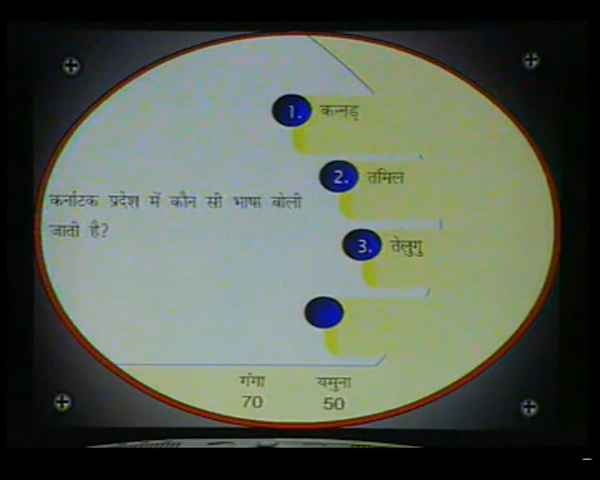 1. कन्नड़
2. तमिल
कर्नाटक प्रदेश में कौन सी भाषा बोली
जाती है?
3. तेलुगु
गंगा यमुना
70 50